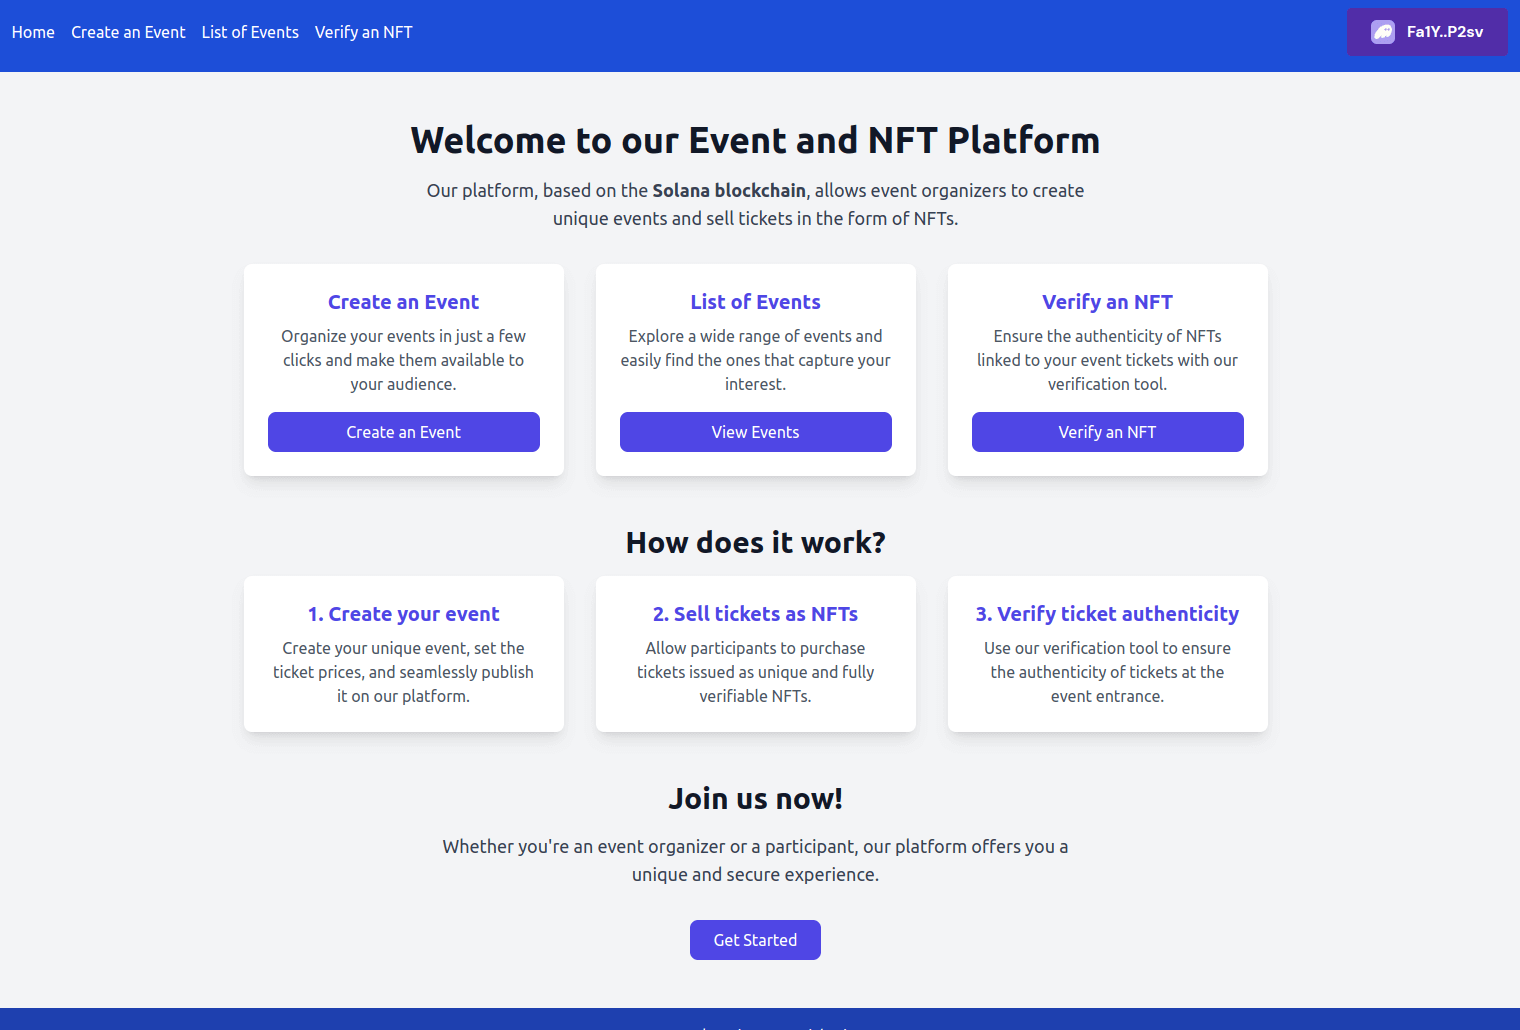 Home Create an Event List of Events Verify an NFT Fa1Y..P2sv
Welcome to our Event and NFT Platform
Our platform, based on the Solana blockchain, allows event organizers to create
unique events and sell tickets in the form of NFTs.
Create an Event
Organize your events in just a few
clicks and make them available to
your audience.
Create an Event
List of Events
Explore a wide range of events and
easily find the ones that capture your
interest.
View Events
Verify an NFT
Ensure the authenticity of NFTs
linked to your event tickets with our
verification tool.
Verify an NFT
How does it work?
1. Create your event
Create your unique event, set the
ticket prices, and seamlessly publish
it on our platform.
2. Sell tickets as NFTs
Allow participants to purchase
tickets issued as unique and fully
verifiable NFTs.
3. Verify ticket authenticity
Use our verification tool to ensure
the authenticity of tickets at the
event entrance.
Join us now!
Whether you're an event organizer or a participant, our platform offers you a
unique and secure experience.
Get Started